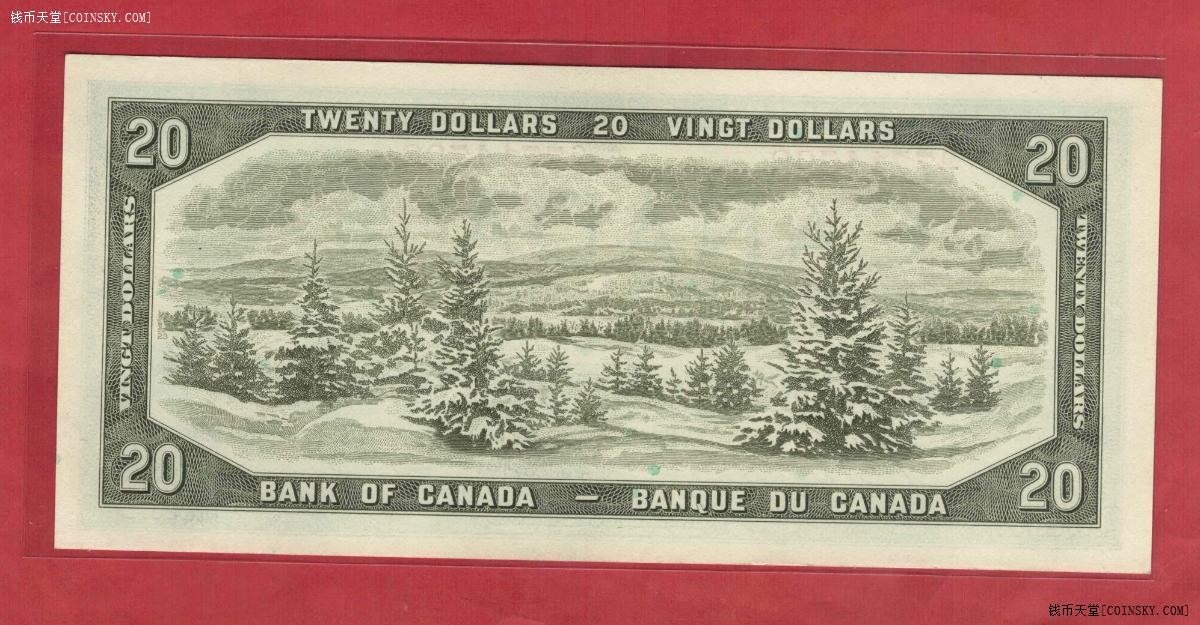 钱币天堂[COINSKY.COM]
TWENTY DOLLARS 20 VINGT DOLLARS
20
20
VINGT DOLLARS
TWENTY DOLLARS
20
20
BANK OF CANADA — BANQUE DU CANADA
钱币天堂[COINSKY.COM]